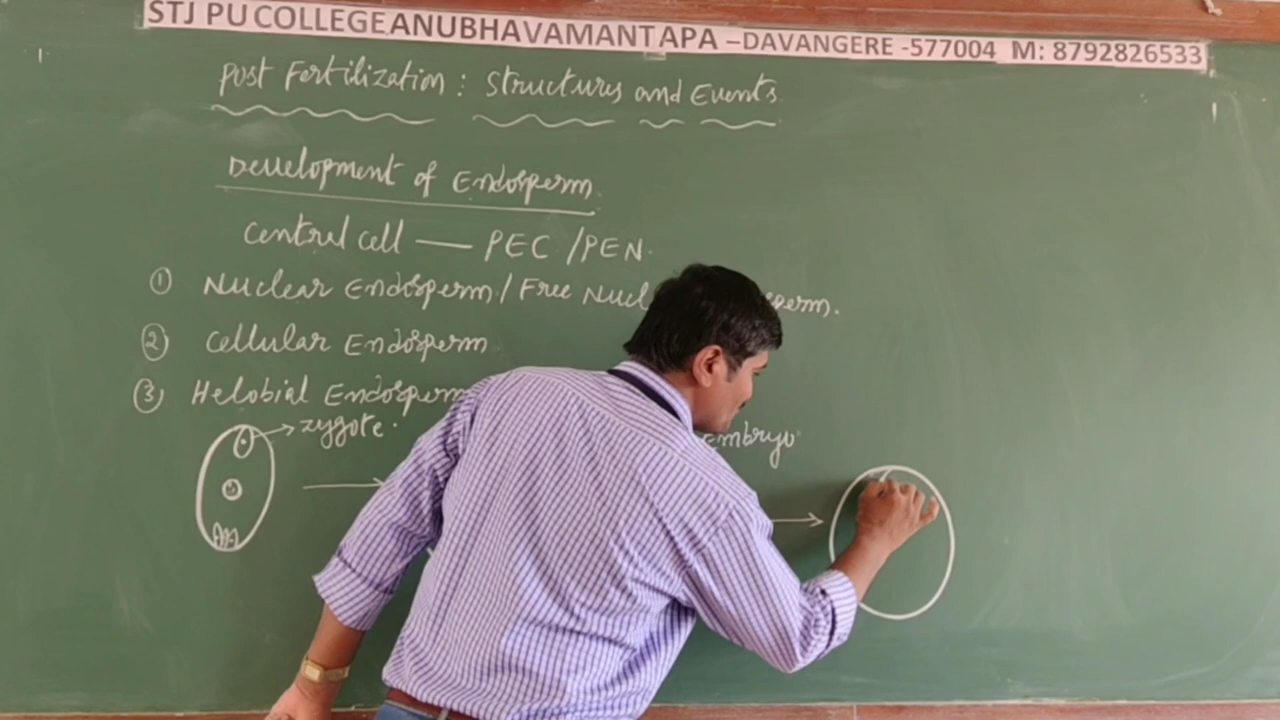 STJ PU COLLEGE ANUBHAVAMANTAPA –DAVANGERE -577004 M: 8792826533
Post Fertilization : Structures and Events
Development of Endosperm
Central cell — PEC /PEN.
① Nuclear Endosperm / Free Nucl perm.
② Cellular Endosperm
③ Helobial Endosperm
→ zygote.
Embryo